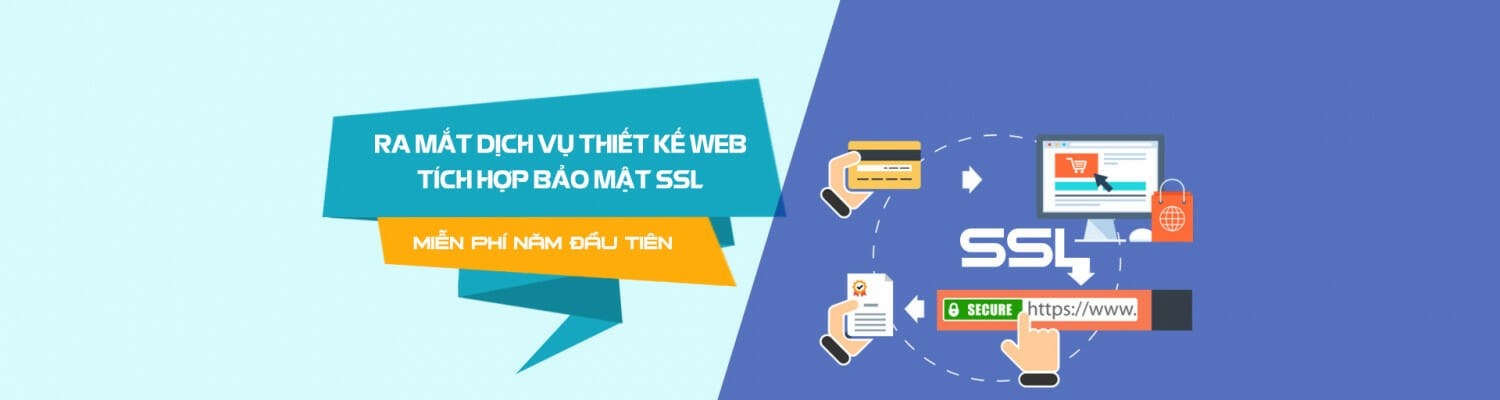 RA MẮT DỊCH VỤ THIẾT KẾ WEB
TÍCH HỢP BẢO MẬT SSL
MIỄN PHÍ NĂM ĐẦU TIÊN
SSL
SECURE https://www.